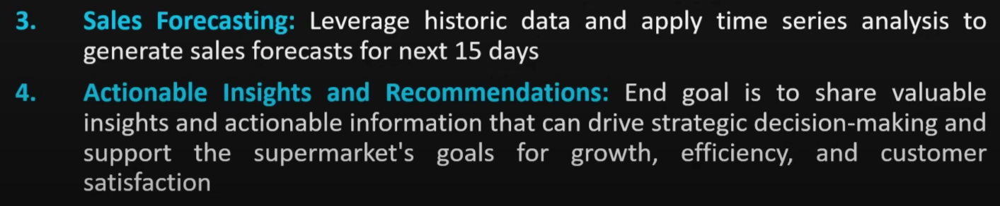 3. Sales Forecasting: Leverage historic data and apply time series analysis to
generate sales forecasts for next 15 days
4. Actionable Insights and Recommendations: End goal is to share valuable
insights and actionable information that can drive strategic decision-making and
support the supermarket's goals for growth, efficiency, and customer
satisfaction